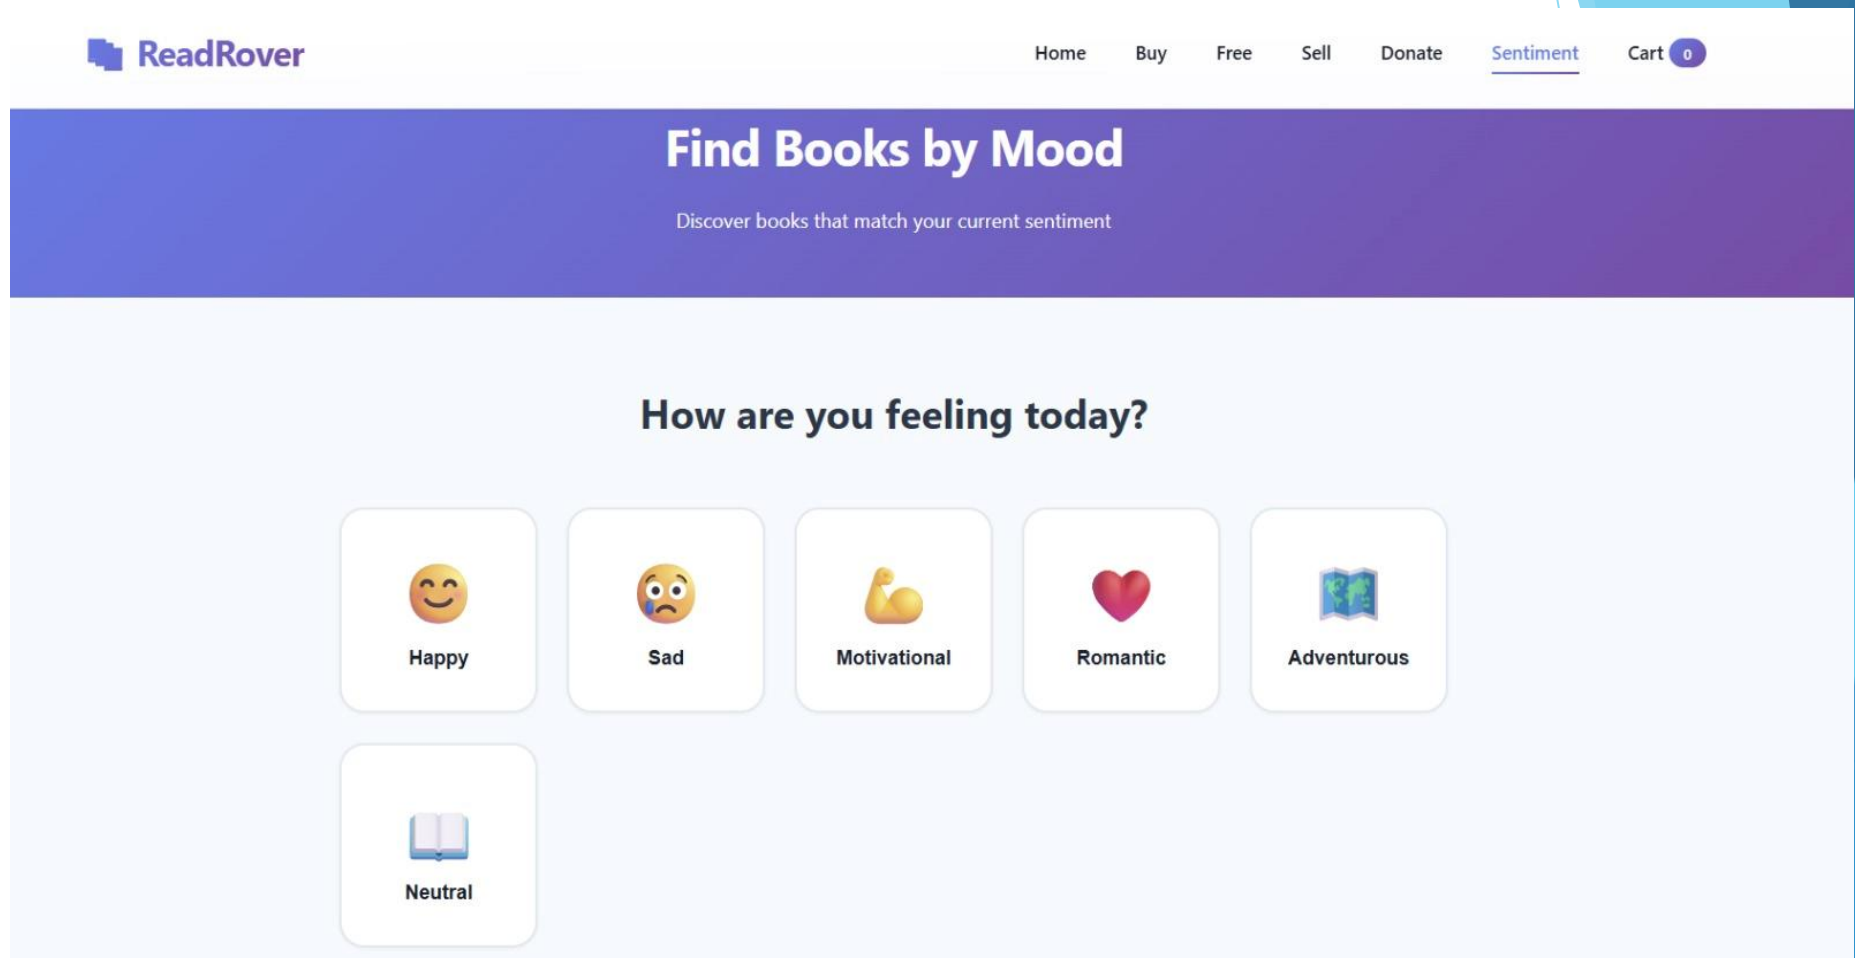 ReadRover
Home Buy Free Sell Donate Sentiment Cart 0
Find Books by Mood
Discover books that match your current sentiment
How are you feeling today?
Happy Sad Motivational Romantic Adventurous
Neutral